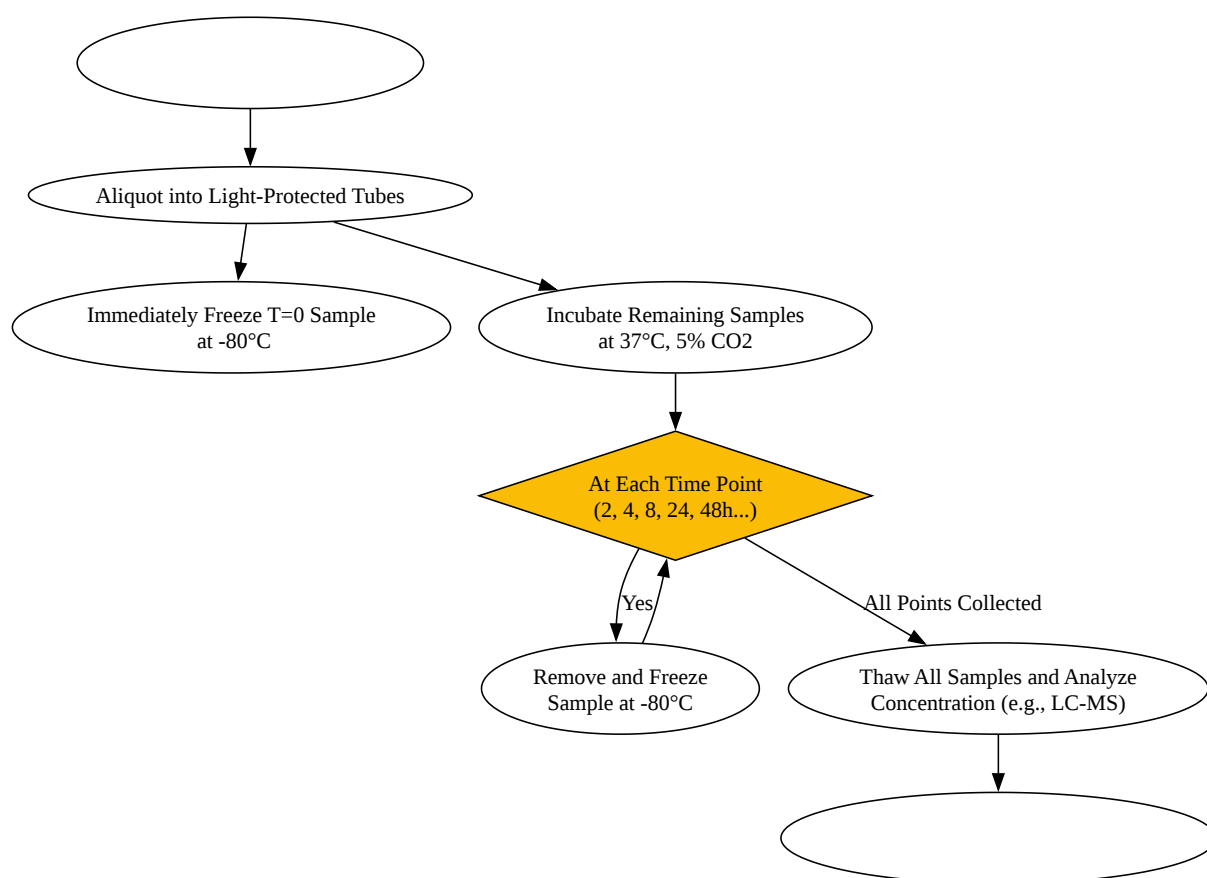 Aliquot into Light-Protected Tubes
Immediately Freeze T=0 Sample
at -80°C
Incubate Remaining Samples
at 37°C, 5% CO2
At Each Time Point
(2, 4, 8, 24, 48h...)
Yes
All Points Collected
Remove and Freeze
Sample at -80°C
Thaw All Samples and Analyze
Concentration (e.g., LC-MS)